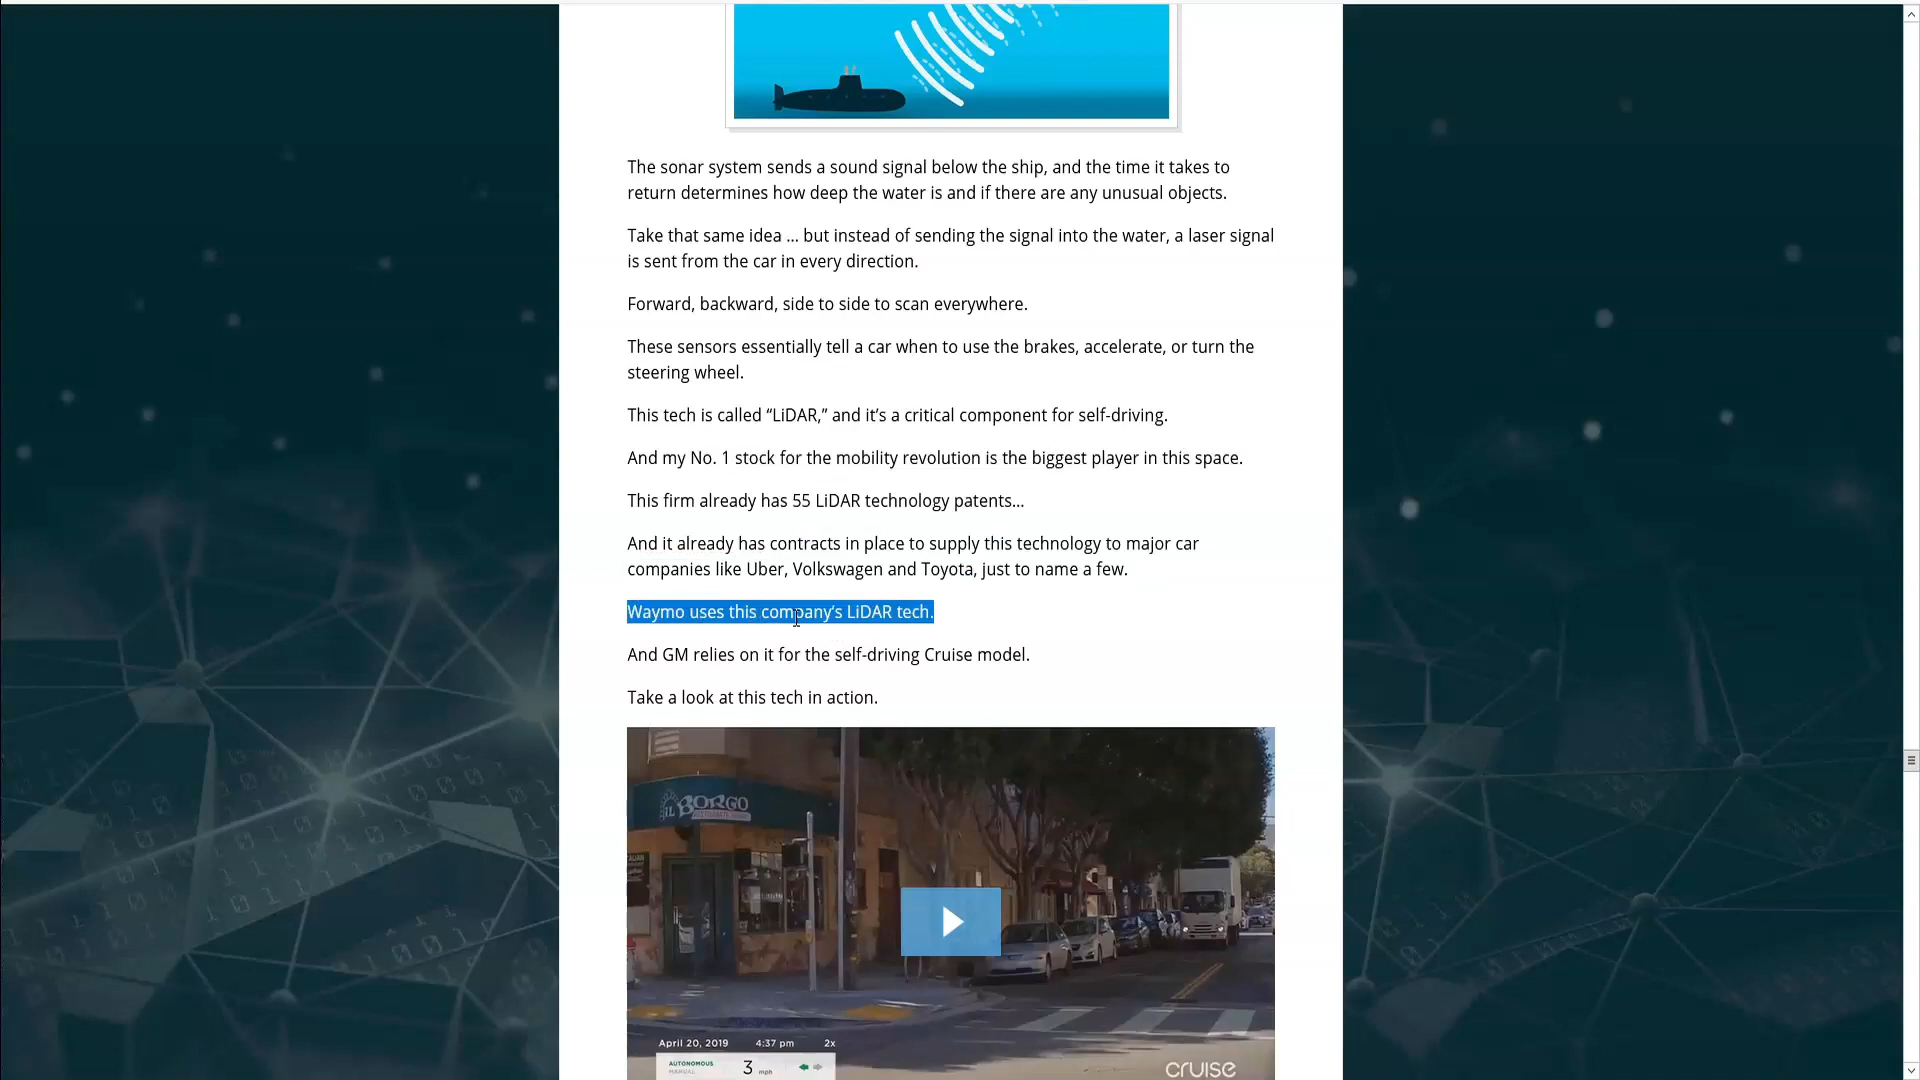 The sonar system sends a sound signal below the ship, and the time it takes to
return determines how deep the water is and if there are any unusual objects.
Take that same idea ... but instead of sending the signal into the water, a laser signal
is sent from the car in every direction.
Forward, backward, side to side to scan everywhere.
These sensors essentially tell a car when to use the brakes, accelerate, or turn the
steering wheel.
This tech is called “LiDAR,” and it’s a critical component for self-driving.
And my No. 1 stock for the mobility revolution is the biggest player in this space.
This firm already has 55 LiDAR technology patents...
And it already has contracts in place to supply this technology to major car
companies like Uber, Volkswagen and Toyota, just to name a few.
Waymo uses this company’s LiDAR tech.
And GM relies on it for the self-driving Cruise model.
Take a look at this tech in action.
il BORGO
April 20, 2019 4:37 pm 2x
AUTONOMOUS
MANUAL
3 mph
cruise